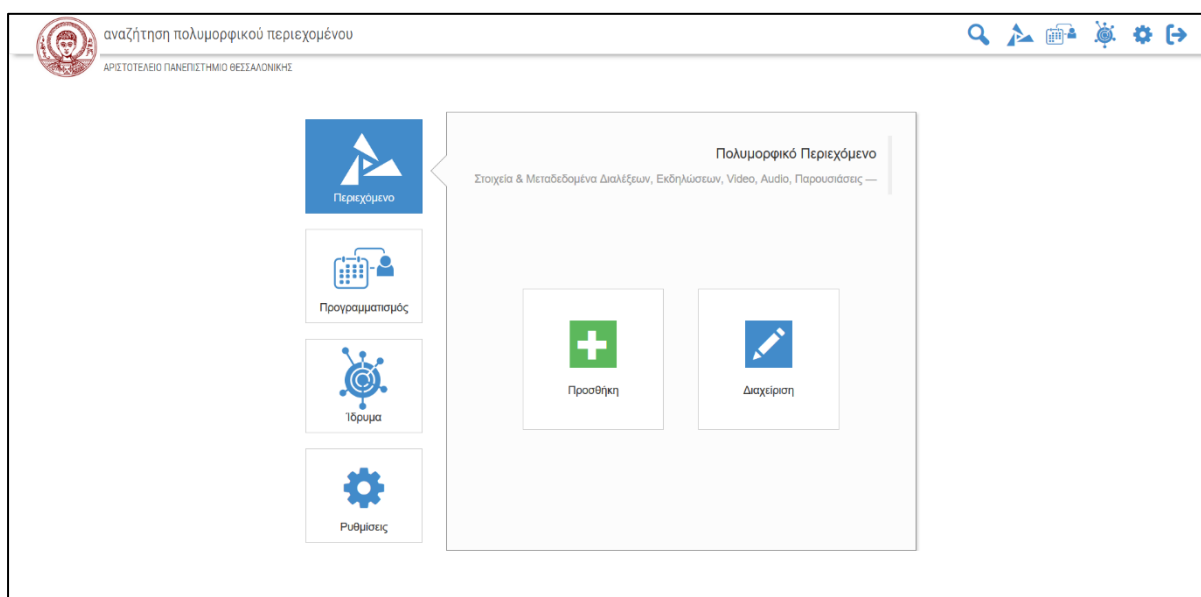 αναζήτηση πολυμορφικού περιεχομένου
ΑΡΙΣΤΟΤΕΛΕΙΟ ΠΑΝΕΠΙΣΤΗΜΙΟ ΘΕΣΣΑΛΟΝΙΚΗΣ
Περιεχόμενο
Προγραμματισμός
Ίδρυμα
Ρυθμίσεις
Πολυμορφικό Περιεχόμενο
Στοιχεία & Μεταδεδομένα Διαλέξεων, Εκδηλώσεων, Video, Audio, Παρουσιάσεις —
Προσθήκη
Διαχείριση